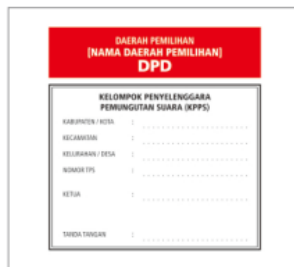 DAERAH PEMILIHAN
[NAMA DAERAH PEMILIHAN]
DPD
KELOMPOK PENYELENGGARA
PEMUNGUTAN SUARA (KPPS)
KABUPATEN / KOTA :
KECAMATAN :
KELURAHAN / DESA :
NOMOR TPS :
KETUA :
TANDA TANGAN :